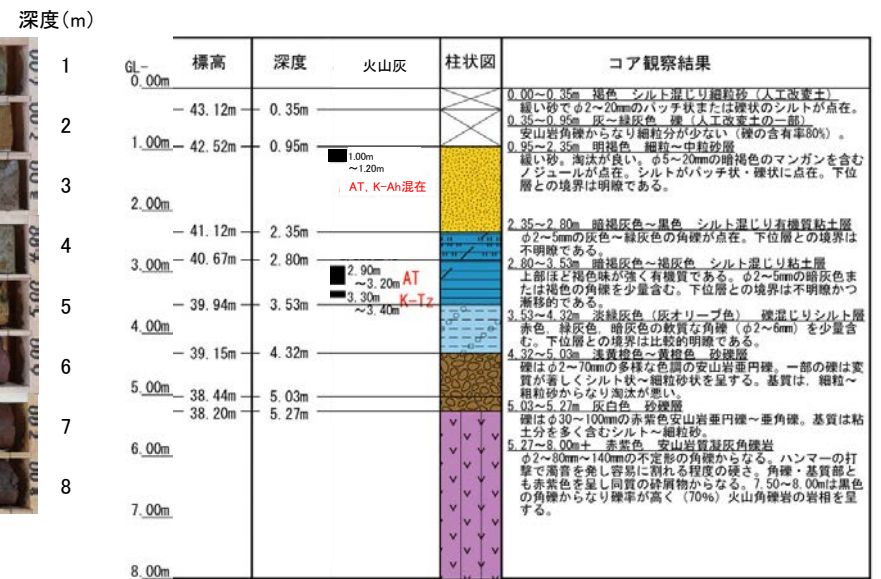 深度(m)
1
2
3
4
5
6
7
8
標高 深度 火山灰 柱状図 コア観察結果
GL-
0.00m
1.00m
2.00m
3.00m
4.00m
5.00m
6.00m
7.00m
8.00m
43.12m 0.35m
42.52m 0.95m
41.12m 2.35m
40.67m 2.80m
39.94m 3.53m
39.15m 4.32m
38.44m 5.03m
38.20m 5.27m
1.00m
~1.20m
AT, K-Ah混在
2.90m
~3.20m AT
3.30m K-Tz
~3.40m
0.00~0.35m 褐色 シルト混じり細粒砂(人工改変土)
緩い砂でφ2~20mmのパッチ状または礫状のシルトが点在。
0.35~0.95m 灰~緑灰色 礫(人工改変土の一部)
安山岩角礫からなり細粒分が少ない(礫の含有率80%)。
0.95~2.35m 明褐色 細粒~中粒砂層
緩い砂。淘汰が良い。φ5~20mmの暗褐色のマンガンを含む
ノジュールが点在。シルトがパッチ状・礫状に点在。下位
層との境界は明瞭である。
2.35~2.80m 暗褐灰色~黒色 シルト混じり有機質粘土層
φ2~5mmの灰色~緑灰色の角礫が点在。下位層との境界は
不明瞭である。
2.80~3.53m 暗褐灰色~褐灰色 シルト混じり粘土層
上部ほど褐色味が強く有機質である。φ2~5mmの暗灰色ま
たは褐色の角礫を少量含む。下位層との境界は不明瞭かつ
漸移的である。
3.53~4.32m 淡緑灰色(灰オリーブ色) 礫混じりシルト層
赤色、緑灰色、暗灰色の軟質な角礫(φ2~6mm)を少量含
む。下位層との境界は比較的明瞭である。
4.32~5.03m 浅黄橙色~黄橙色 砂礫層
礫はφ2~70mmの多様な色調の安山岩亜円礫。一部の礫は変
質が著しくシルト状~細粒砂状を呈する。基質は、細粒~
粗粒砂からなり淘汰が悪い。
5.03~5.27m 灰白色 砂礫層
礫はφ30~100mmの赤紫色安山岩亜円礫~亜角礫。基質は粘
土分を多く含むシルト~細粒砂。
5.27~8.00m+ 赤紫色 安山岩質凝灰角礫岩
φ2~80mm~140mmの不定形の角礫からなる。ハンマーの打
撃で濁音を発し容易に割れる程度の硬さ。角礫・基質部と
も赤紫色を呈し同質の砕屑物からなる。7.50~8.00mは黒色
の角礫からなり礫率が高く(70%)火山角礫岩の岩相を呈
する。